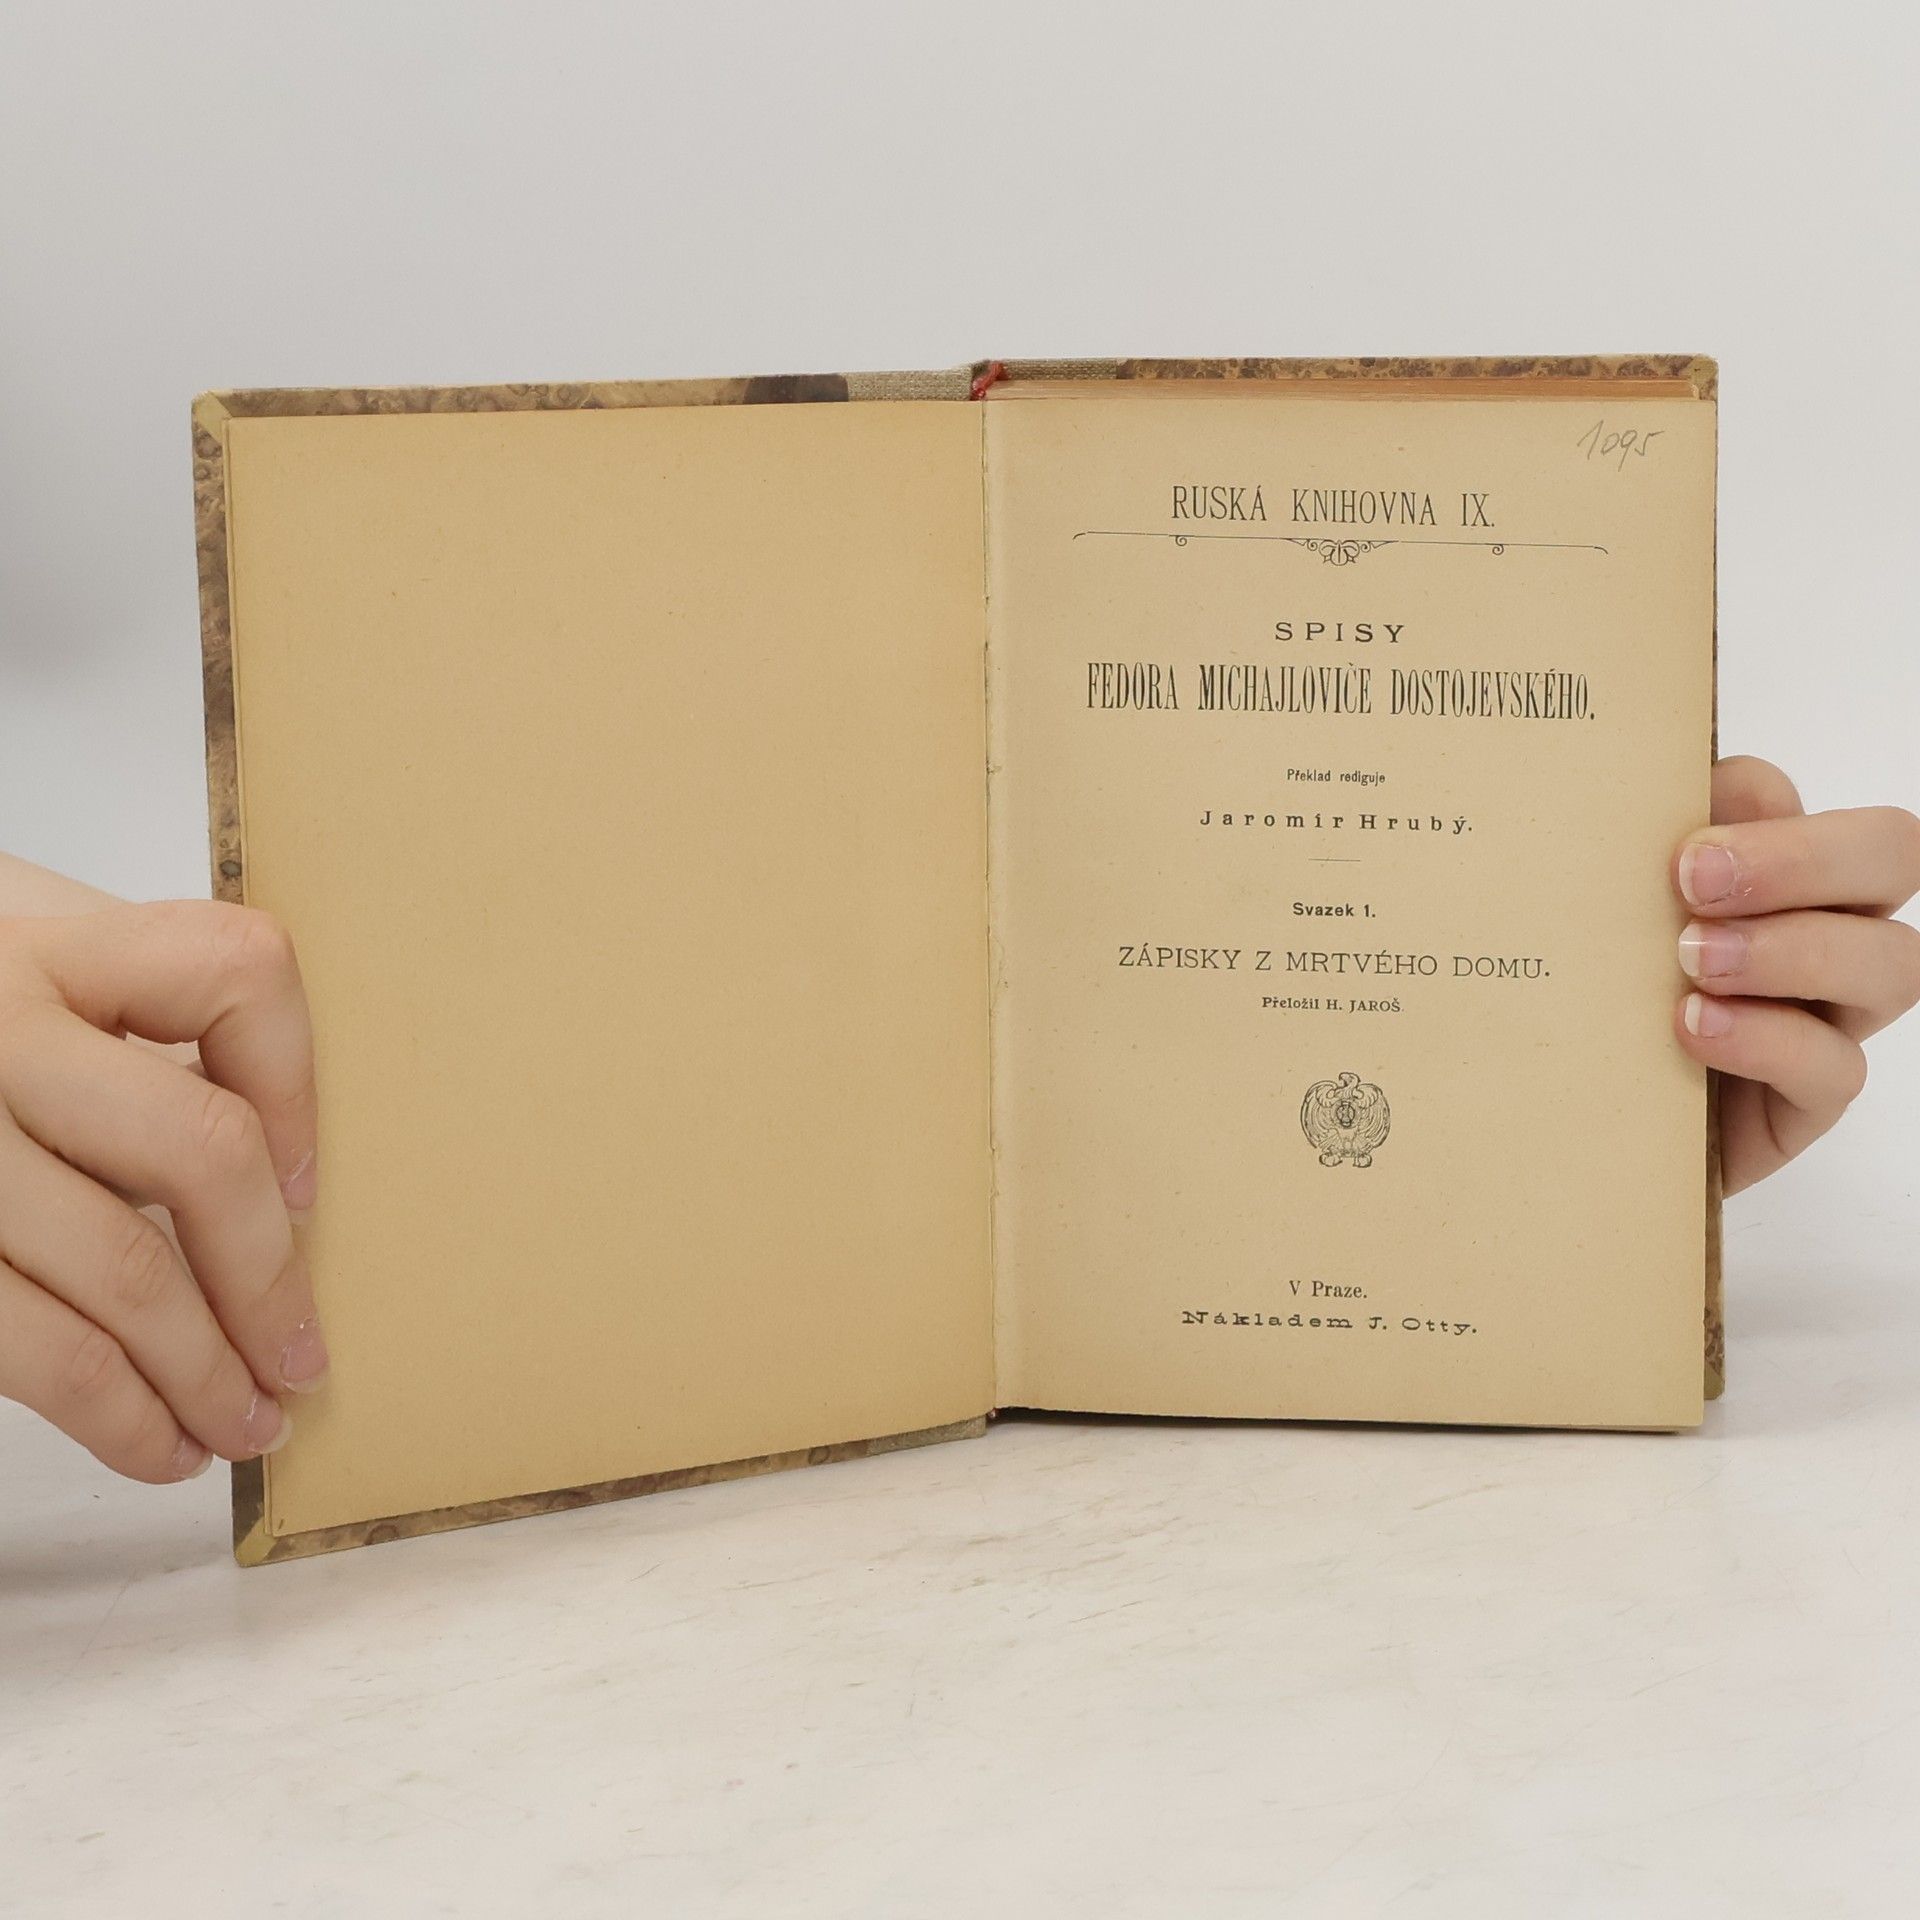 1095
RUSKÁ KNIHOVNA IX.
SPISY
FEDORA MICHAJLOVIČE DOSTOJEVSKÉHO.
Překlad rediguje
Jaromír Hrubý.
Svazek 1.
ZÁPISKY Z MRTVÉHO DOMU.
Přeložil H. JAROŠ.
V Praze.
Nákladem J. Otty.